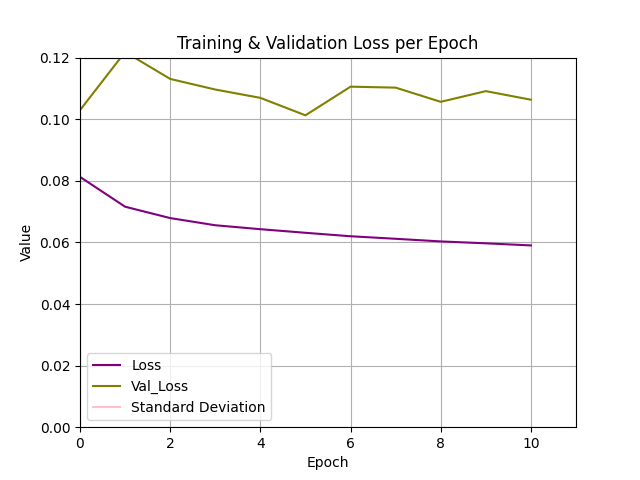 Training & Validation Loss per Epoch
0.12
0.10
0.08
0.06
0.04
0.02
0.00
Value
Loss
Val_Loss
Standard Deviation
0 2 4 6 8 10
Epoch